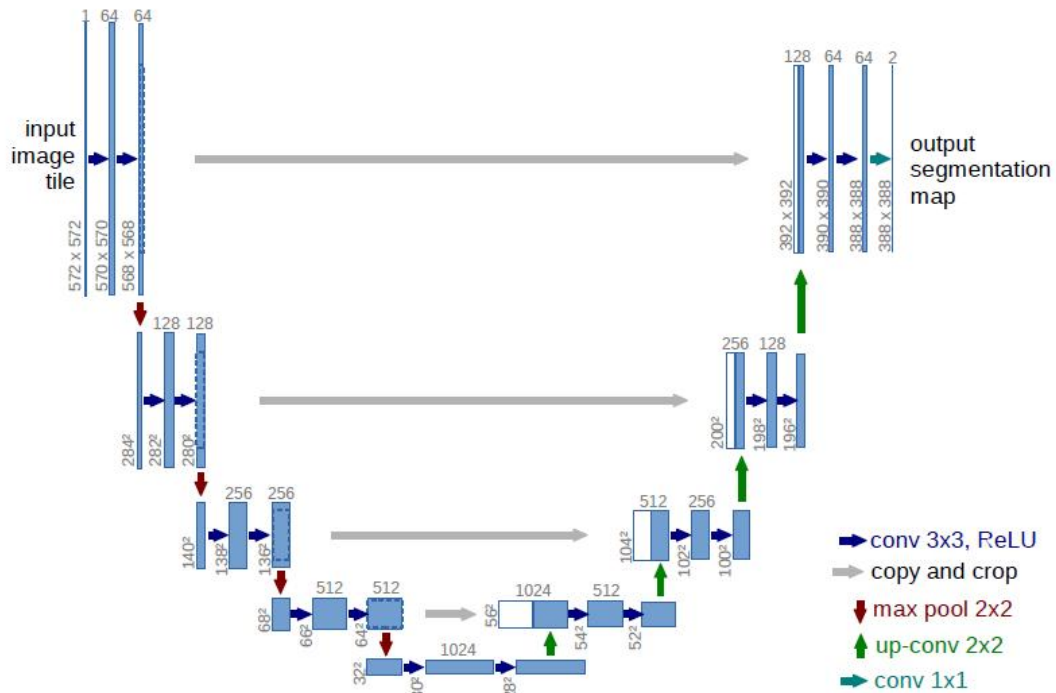 1 64 64
input
image
tile
572 x 572
570 x 570
568 x 568
128 64 64 2
output
segmentation
map
392 x 392
390 x 390
388 x 388
388 x 388
128 128
284²
282²
280²
256 128
200²
198²
196²
256 256
140²
138²
136²
512 256
104²
102²
100²
512 512
68²
66²
64²
1024 512
56²
54²
52²
1024
32²
conv 3x3, ReLU
copy and crop
max pool 2x2
up-conv 2x2
conv 1x1